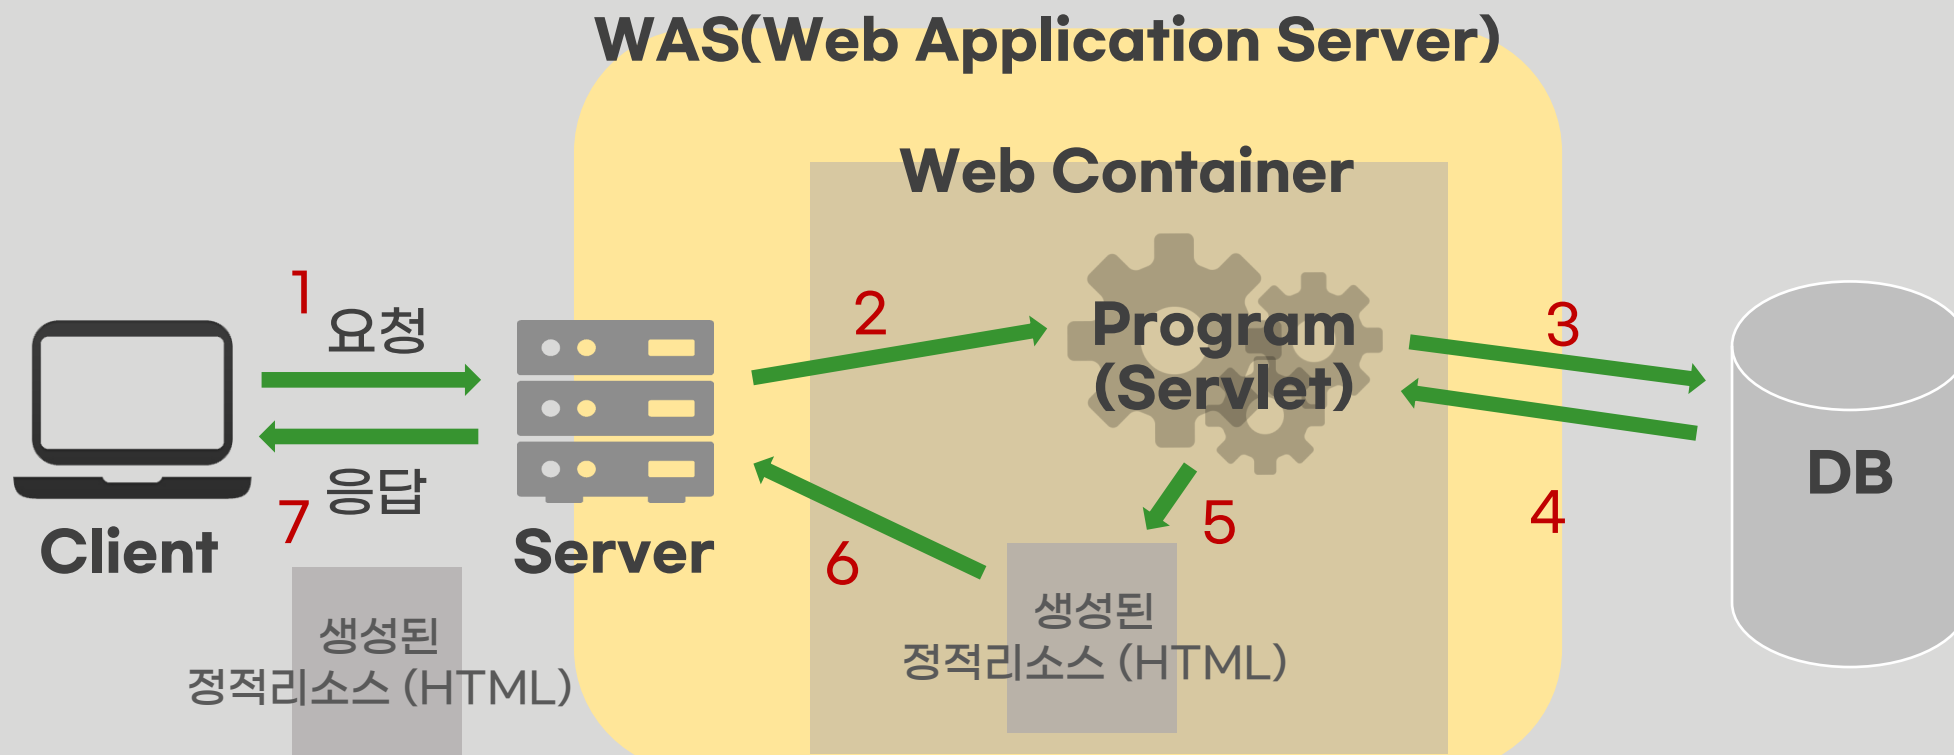 WAS(Web Application Server)
Web Container
1
요청
2
Program
(Servlet)
3
DB
4
5
6
7
응답
Client
Server
생성된
정적리소스 (HTML)
생성된
정적리소스 (HTML)